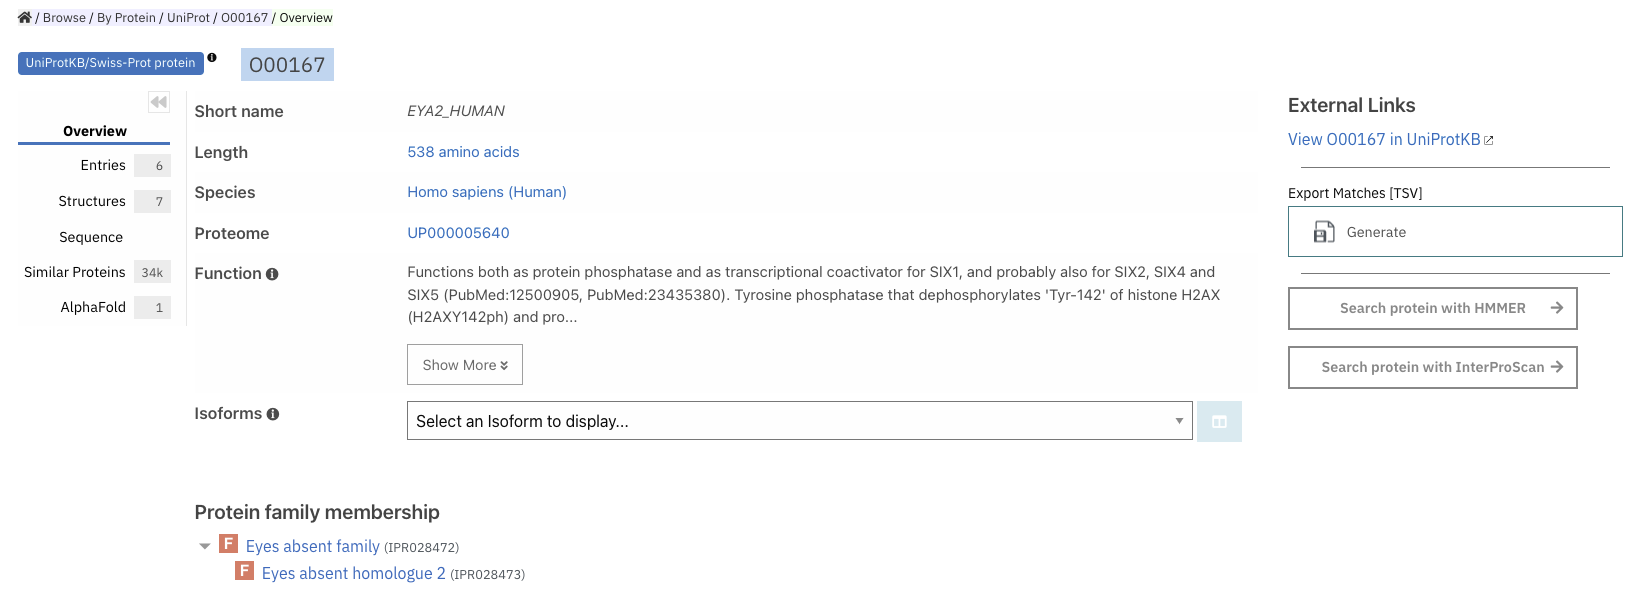 / Browse / By Protein / UniProt / O00167 / Overview
UniProtKB/Swiss-Prot protein
O00167
Overview
Entries 6
Structures 7
Sequence
Similar Proteins 34k
AlphaFold 1
Short name EYA2_HUMAN
Length 538 amino acids
Species Homo sapiens (Human)
Proteome UP000005640
Function Functions both as protein phosphatase and as transcriptional coactivator for SIX1, and probably also for SIX2, SIX4 and
SIX5 (PubMed:12500905, PubMed:23435380). Tyrosine phosphatase that dephosphorylates 'Tyr-142' of histone H2AX
(H2AXY142ph) and pro...
Show More
Isoforms Select an Isoform to display...
Protein family membership
F Eyes absent family (IPR028472)
F Eyes absent homologue 2 (IPR028473)
External Links
View O00167 in UniProtKB
Export Matches [TSV]
Generate
Search protein with HMMER
Search protein with InterProScan